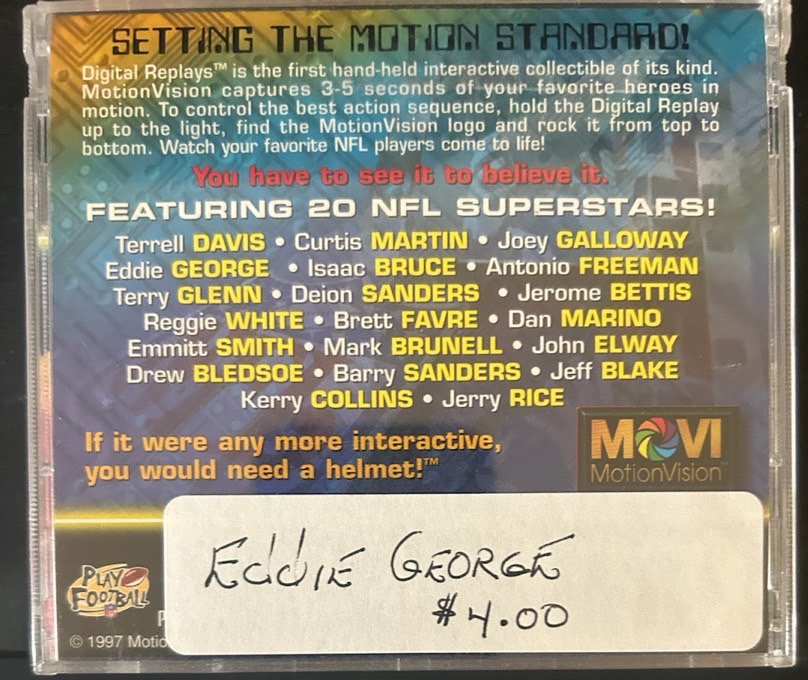 SETTING THE MOTION STANDARD!
Digital Replays™ is the first hand-held interactive collectible of its kind.
MotionVision captures 3-5 seconds of your favorite heroes in
motion. To control the best action sequence, hold the Digital Replay
up to the light, find the MotionVision logo and rock it from top to
bottom. Watch your favorite NFL players come to life!
You have to see it to believe it.
FEATURING 20 NFL SUPERSTARS!
Terrell DAVIS • Curtis MARTIN • Joey GALLOWAY
Eddie GEORGE • Isaac BRUCE • Antonio FREEMAN
Terry GLENN • Deion SANDERS • Jerome BETTIS
Reggie WHITE • Brett FAVRE • Dan MARINO
Emmitt SMITH • Mark BRUNELL • John ELWAY
Drew BLEDSOE • Barry SANDERS • Jeff BLAKE
Kerry COLLINS • Jerry RICE
If it were any more interactive,
you would need a helmet!™
MOVI
MotionVision™
EddIE GEORGE
$4.00
PLAY
FOOTBALL
© 1997 Motio